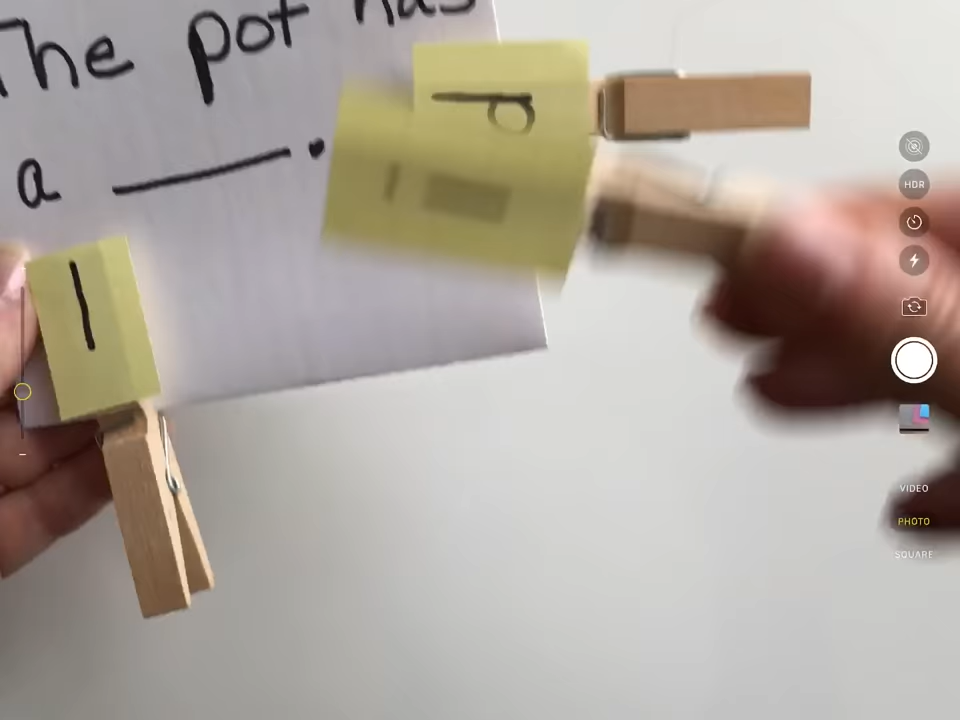 The pot has
a ___.
l
HDR
VIDEO
PHOTO
SQUARE